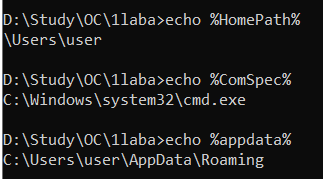 D:\Study\OC\1laba>echo %HomePath%
\Users\user
D:\Study\OC\1laba>echo %ComSpec%
C:\Windows\system32\cmd.exe
D:\Study\OC\1laba>echo %appdata%
C:\Users\user\AppData\Roaming